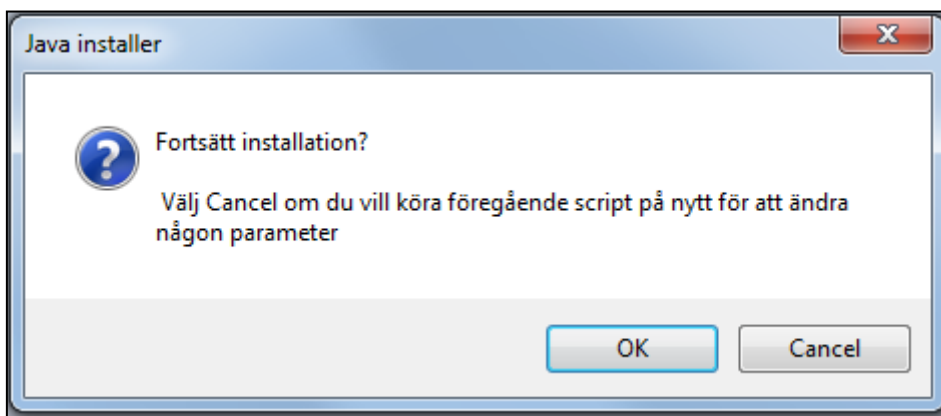 Java installer
Fortsätt installation?
Välj Cancel om du vill köra föregående script på nytt för att ändra
någon parameter
OK
Cancel